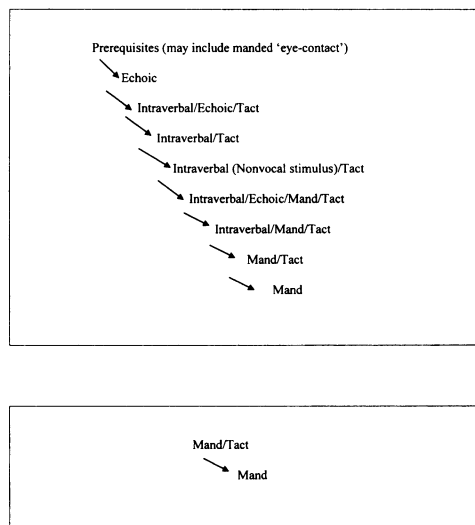 Prerequisites (may include manded 'eye-contact')
Echoic
Intraverbal/Echoic/Tact
Intraverbal/Tact
Intraverbal (Nonvocal stimulus)/Tact
Intraverbal/Echoic/Mand/Tact
Intraverbal/Mand/Tact
Mand/Tact
Mand
Mand/Tact
Mand